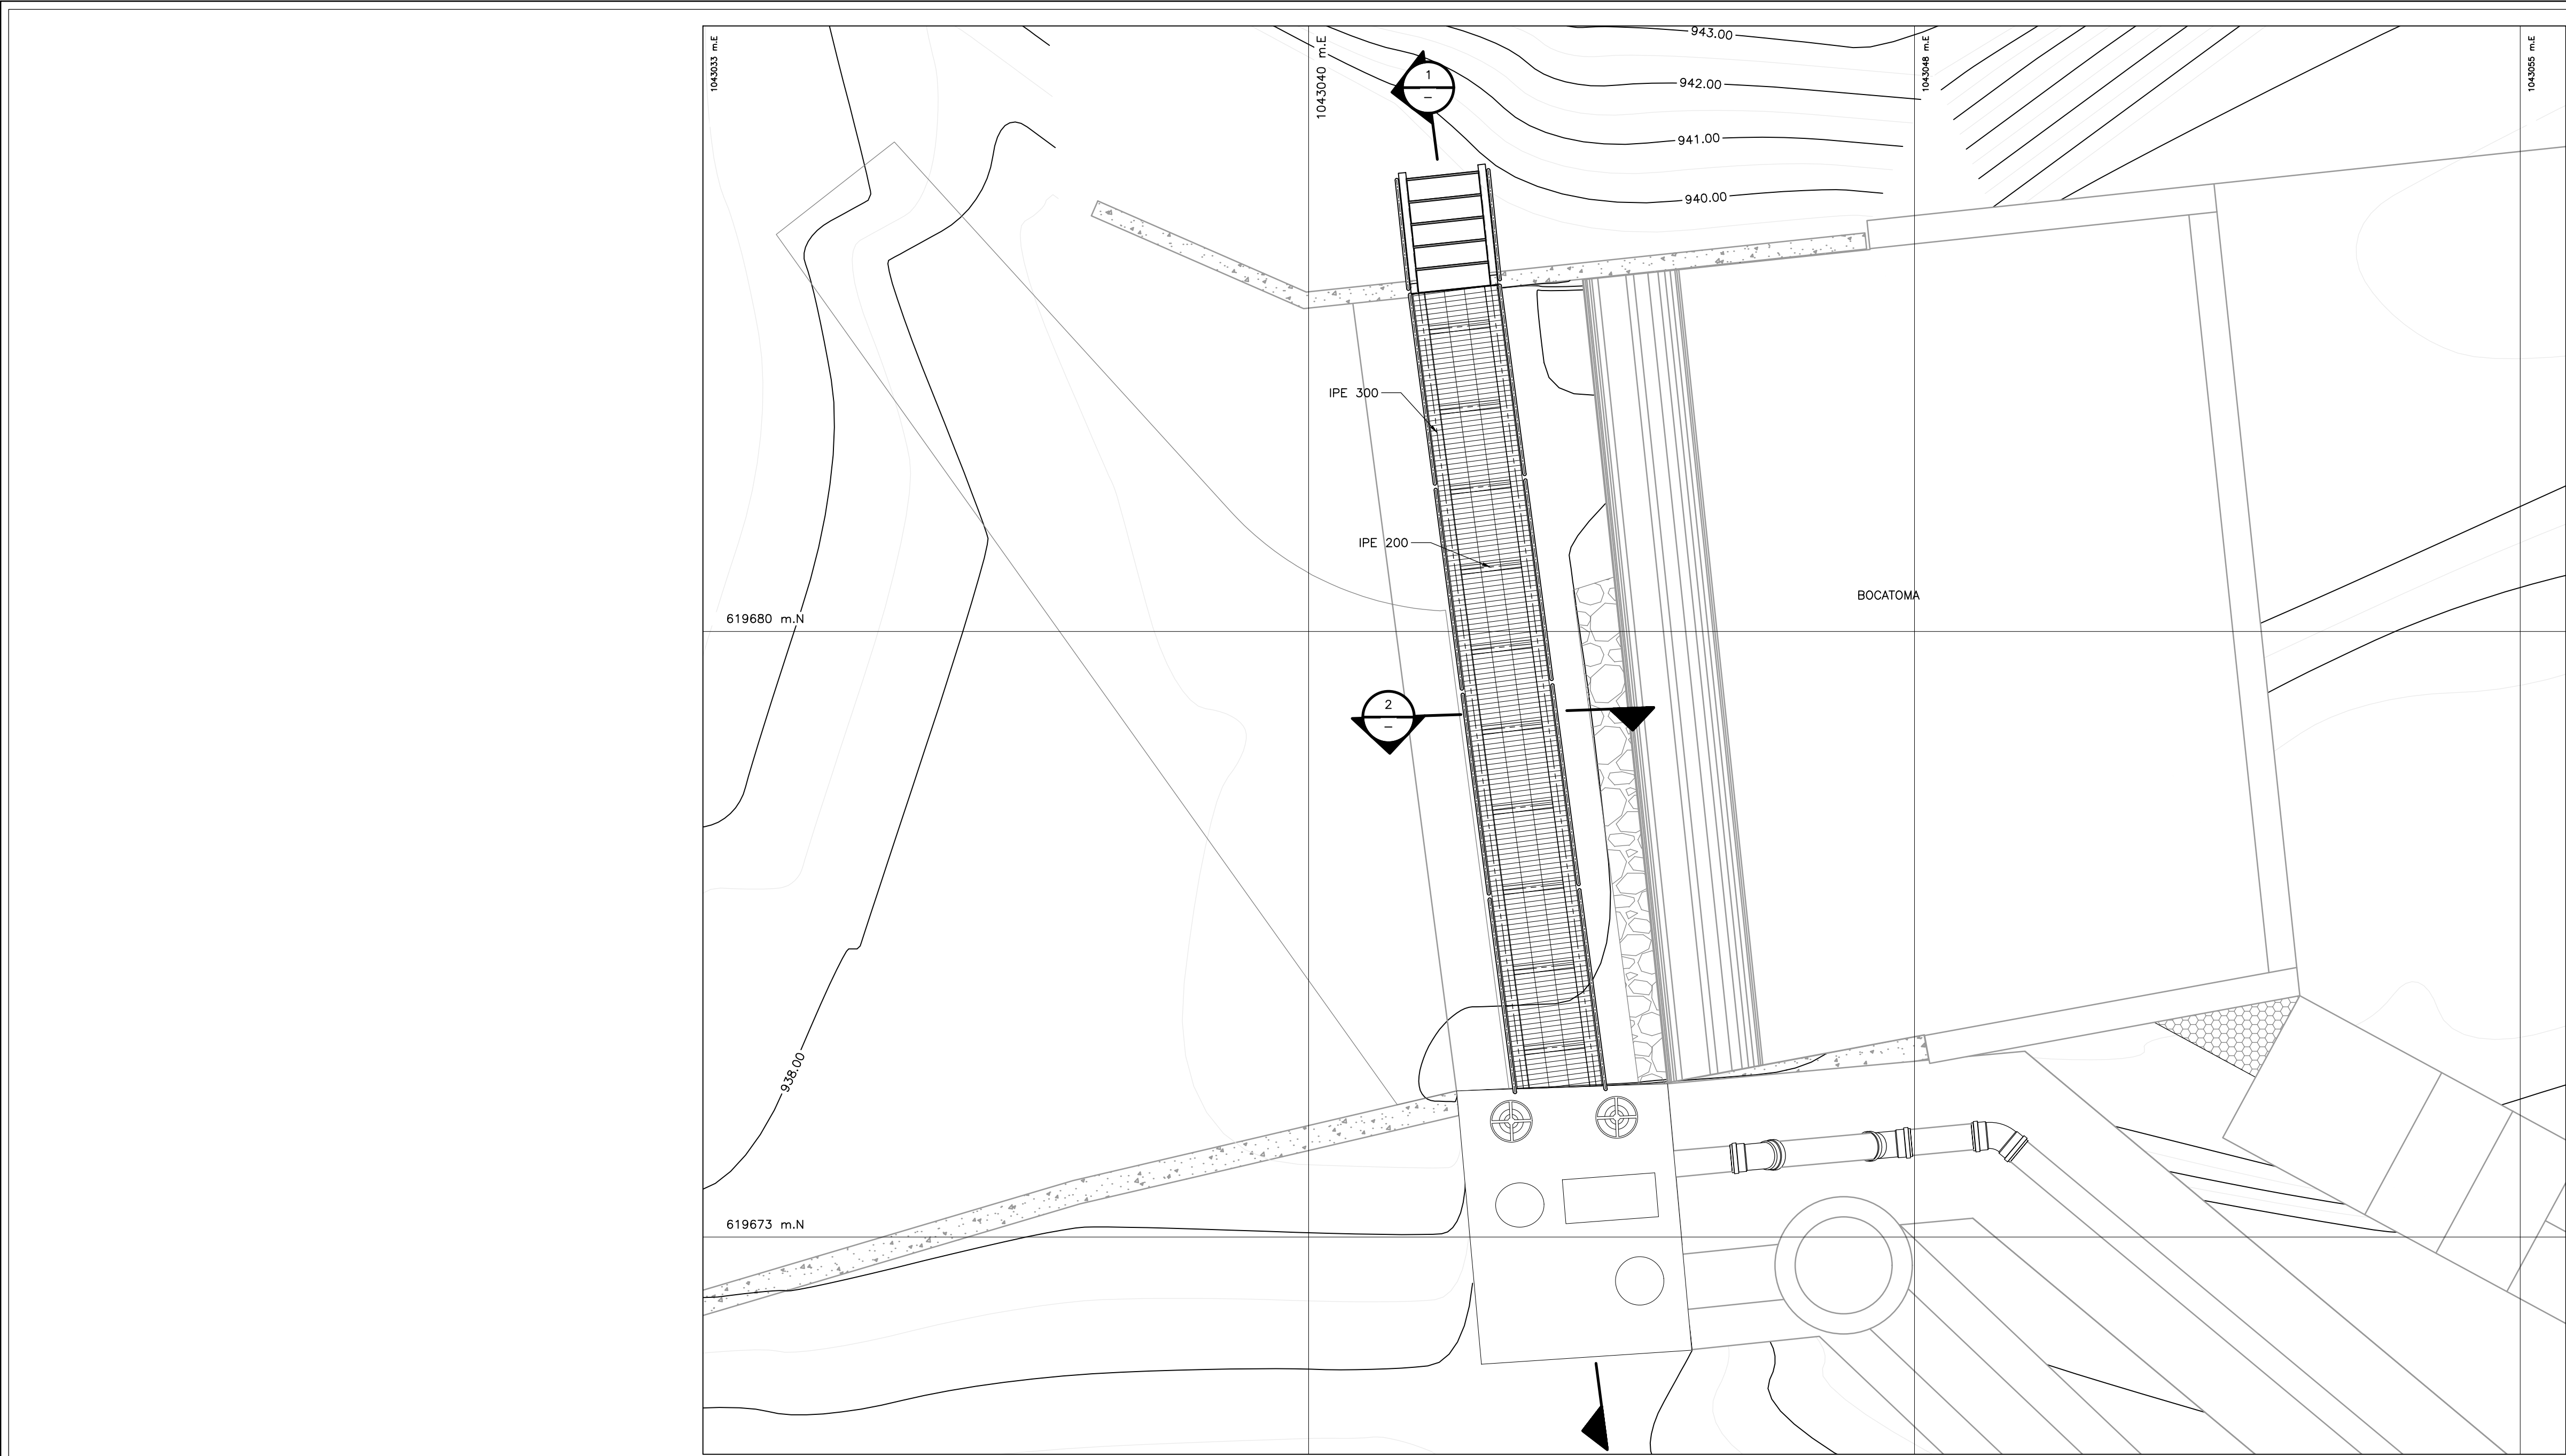 1043033 m.E
1043040 m.E
1043048 m.E
1043055 m.E
943.00
942.00
941.00
940.00
1
–
IPE 300
IPE 200
BOCATOMA
619680 m.N
2
–
938.00
619673 m.N